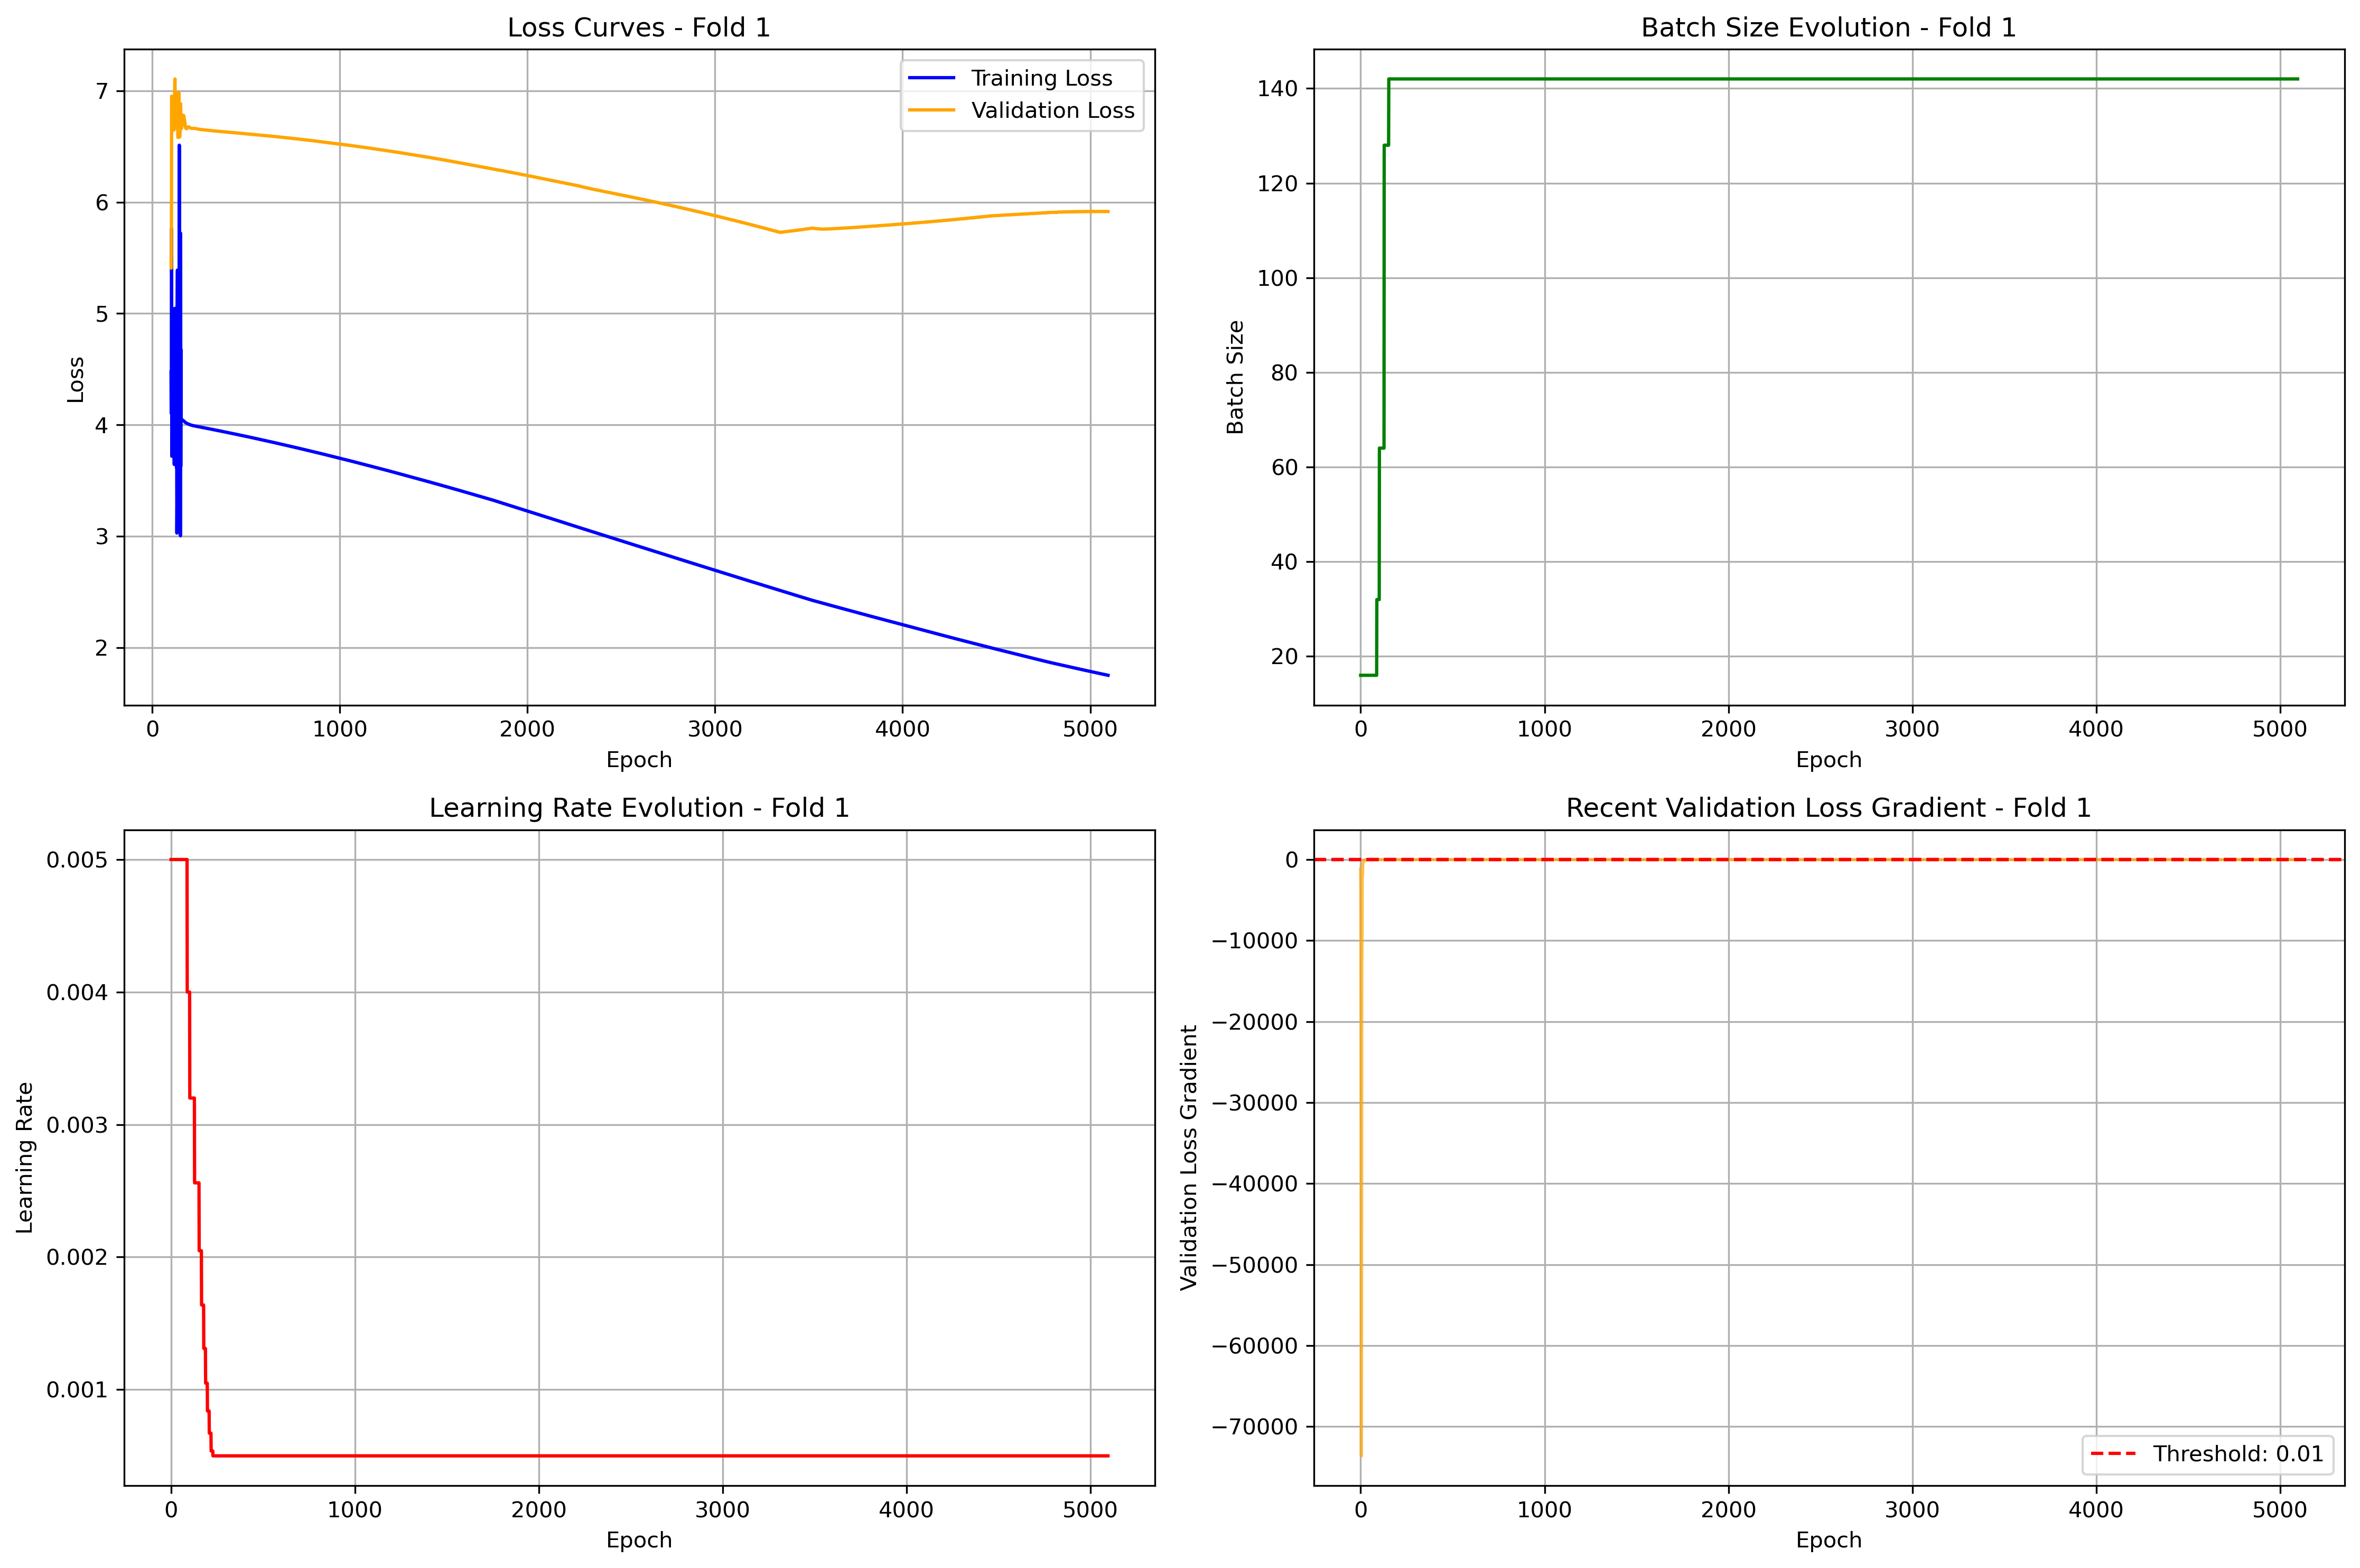 Loss Curves - Fold 1
7
6
5
4
3
2
Loss
Training Loss
Validation Loss
0 1000 2000 3000 4000 5000
Epoch
Batch Size Evolution - Fold 1
140
120
100
80
60
40
20
Batch Size
0 1000 2000 3000 4000 5000
Epoch
Learning Rate Evolution - Fold 1
0.005
0.004
0.003
0.002
0.001
Learning Rate
0 1000 2000 3000 4000 5000
Epoch
Recent Validation Loss Gradient - Fold 1
0
−10000
−20000
−30000
−40000
−50000
−60000
−70000
Validation Loss Gradient
Threshold: 0.01
0 1000 2000 3000 4000 5000
Epoch